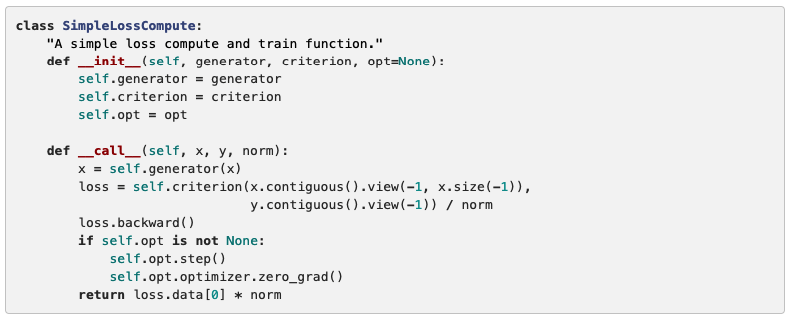 class SimpleLossCompute:
    "A simple loss compute and train function."
    def __init__(self, generator, criterion, opt=None):
        self.generator = generator
        self.criterion = criterion
        self.opt = opt

    def __call__(self, x, y, norm):
        x = self.generator(x)
        loss = self.criterion(x.contiguous().view(-1, x.size(-1)),
                              y.contiguous().view(-1)) / norm
        loss.backward()
        if self.opt is not None:
            self.opt.step()
            self.opt.optimizer.zero_grad()
        return loss.data[0] * norm